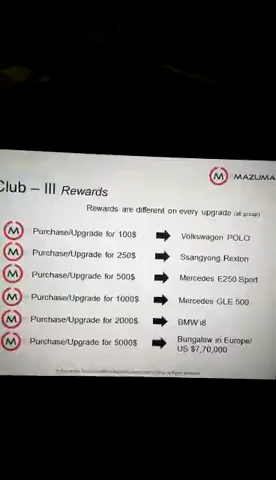 MAZUMA
Club – III Rewards
Rewards are different on every upgrade (all group)
Purchase/Upgrade for 100$ Volkswagen POLO
Purchase/Upgrade for 250$ Ssangyong Rexton
Purchase/Upgrade for 500$ Mercedes E250 Sport
Purchase/Upgrade for 1000$ Mercedes GLE 500
Purchase/Upgrade for 2000$ BMW i8
Purchase/Upgrade for 5000$ Bungalow in Europe/
US $7,70,000